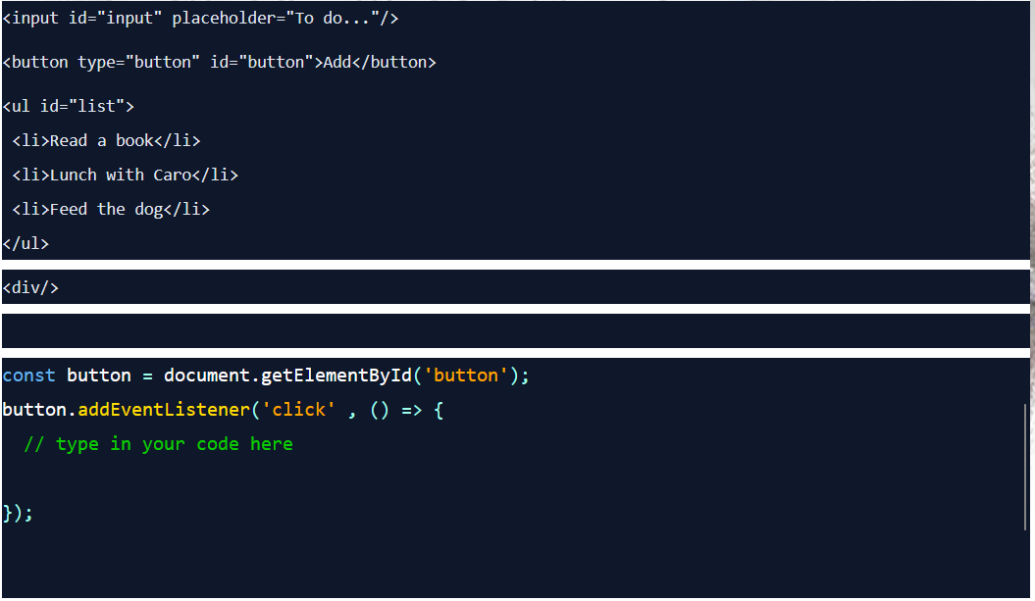 <input id="input" placeholder="To do..."/>
<button type="button" id="button">Add</button>
<ul id="list">
<li>Read a book</li>
<li>Lunch with Caro</li>
<li>Feed the dog</li>
</ul>
<div/>
const button = document.getElementById('button');
button.addEventListener('click' , () => {
// type in your code here
});